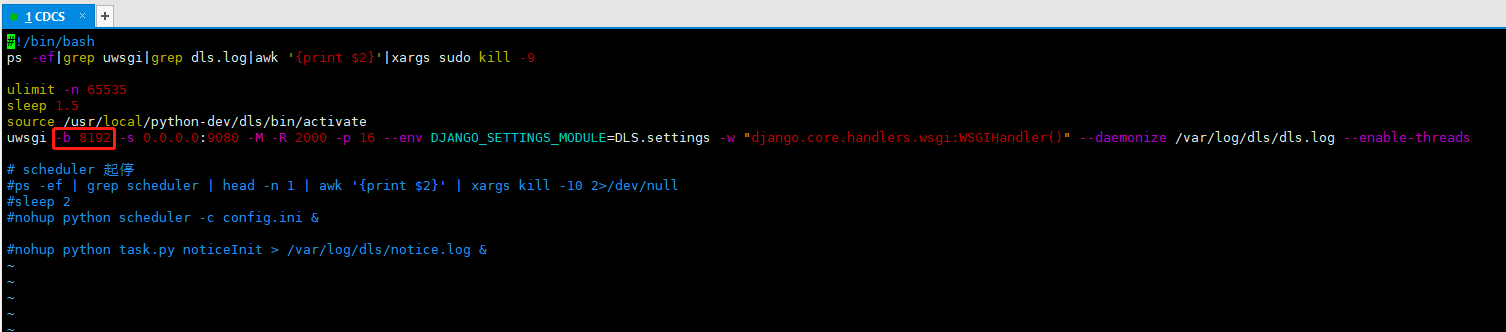 1 CDCS × +
#!/bin/bash
ps -ef|grep uwsgi|grep dls.log|awk '{print $2}'|xargs sudo kill -9
ulimit -n 65535
sleep 1.5
source /usr/local/python-dev/dls/bin/activate
uwsgi -b 8192 -s 0.0.0.0:9080 -M -R 2000 -p 16 --env DJANGO_SETTINGS_MODULE=DLS.settings -w "django.core.handlers.wsgi:WSGIHandler()" --daemonize /var/log/dls/dls.log --enable-threads
# scheduler 起停
#ps -ef | grep scheduler | head -n 1 | awk '{print $2}' | xargs kill -10 2>/dev/null
#sleep 2
#nohup python scheduler -c config.ini &
#nohup python task.py noticeInit > /var/log/dls/notice.log &
~
~
~
~
~